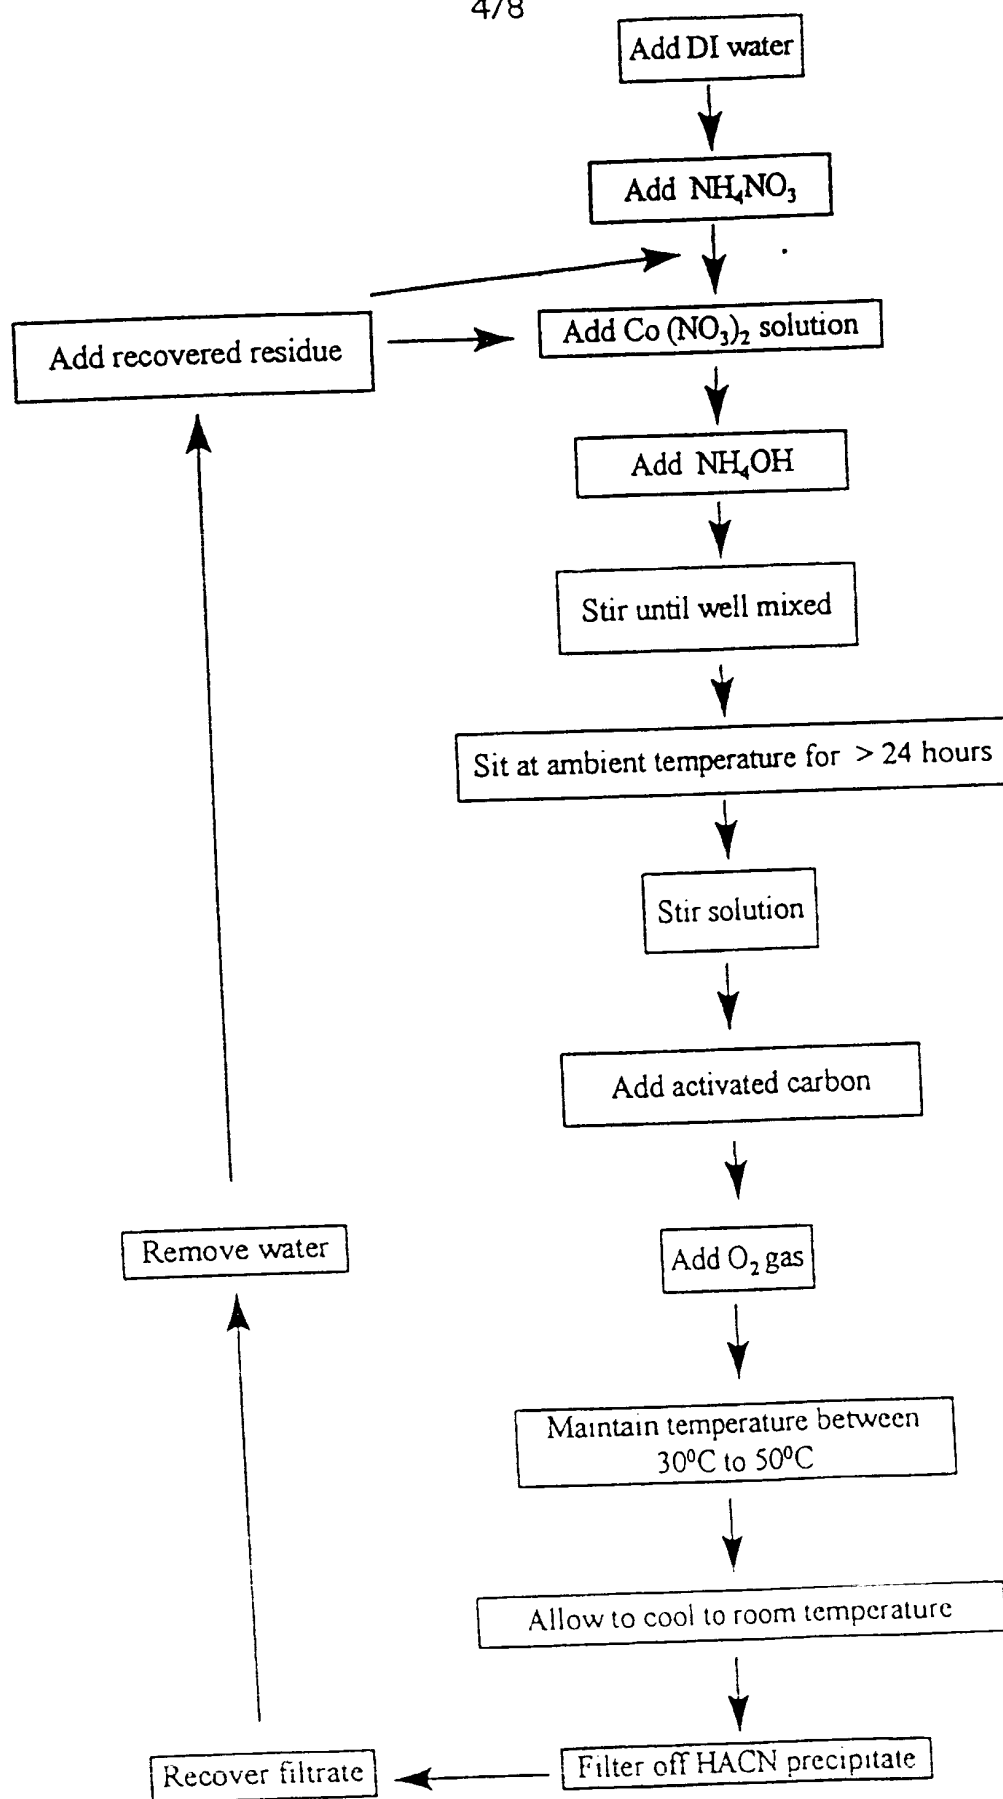 4/8
Add DI water
Add NH₄NO₃
Add recovered residue
Add Co (NO₃)₂ solution
Add NH₄OH
Stir until well mixed
Sit at ambient temperature for > 24 hours
Stir solution
Add activated carbon
Remove water
Add O₂ gas
Maintain temperature between
30⁰C to 50⁰C
Allow to cool to room temperature
Recover filtrate
Filter off HACN precipitate